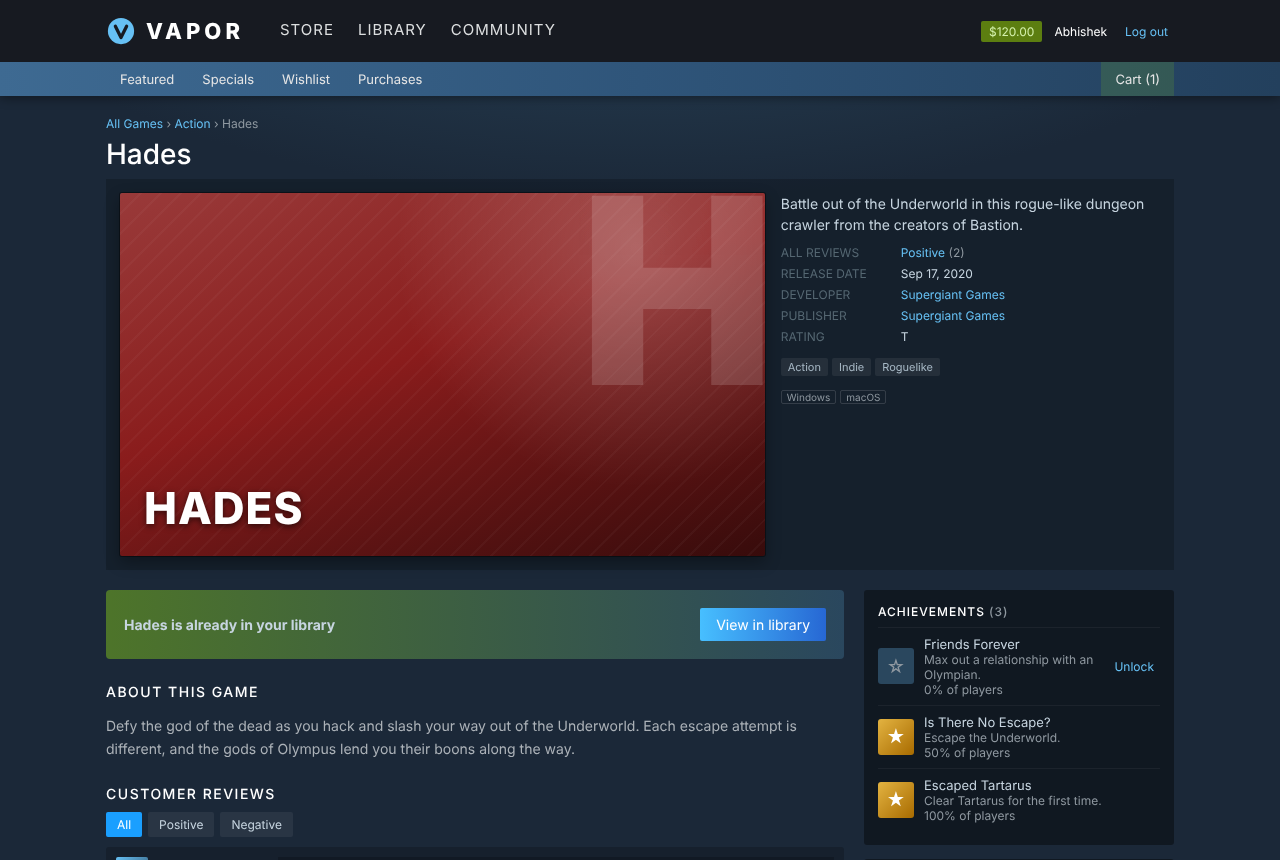 VAPOR
STORE LIBRARY COMMUNITY
$120.00 Abhishek Log out
Featured Specials Wishlist Purchases
Cart (1)
All Games › Action › Hades
Hades
H
HADES
Battle out of the Underworld in this rogue-like dungeon
crawler from the creators of Bastion.
ALL REVIEWS Positive (2)
RELEASE DATE Sep 17, 2020
DEVELOPER Supergiant Games
PUBLISHER Supergiant Games
RATING T
Action Indie Roguelike
Windows macOS
Hades is already in your library
View in library
ABOUT THIS GAME
Defy the god of the dead as you hack and slash your way out of the Underworld. Each escape attempt is
different, and the gods of Olympus lend you their boons along the way.
CUSTOMER REVIEWS
All Positive Negative
ACHIEVEMENTS (3)
Friends Forever
Max out a relationship with an
Olympian.
0% of players
Unlock
Is There No Escape?
Escape the Underworld.
50% of players
Escaped Tartarus
Clear Tartarus for the first time.
100% of players